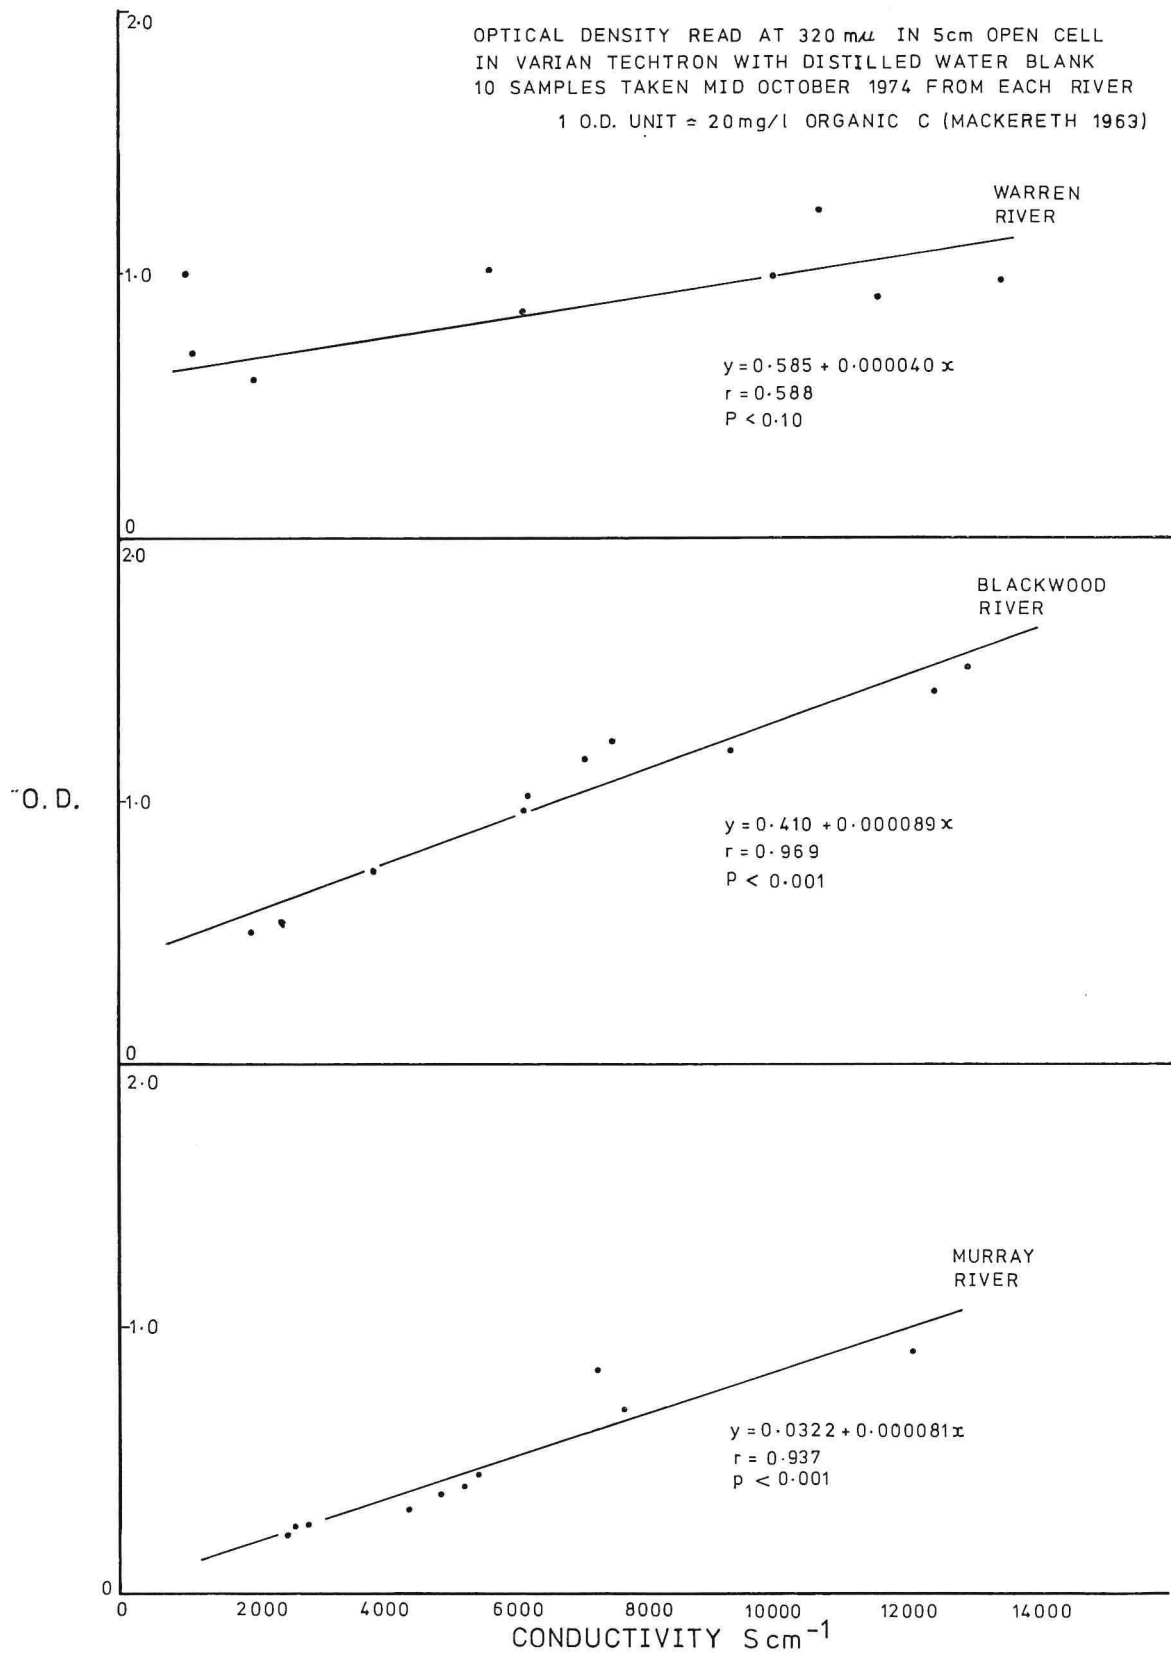 2·0
OPTICAL DENSITY READ AT 320 mµ IN 5cm OPEN CELL
IN VARIAN TECHTRON WITH DISTILLED WATER BLANK
10 SAMPLES TAKEN MID OCTOBER 1974 FROM EACH RIVER
1 O.D. UNIT ≃ 20mg/l ORGANIC C (MACKERETH 1963)
WARREN
RIVER
1·0
y = 0·585 + 0·000040 x
r = 0·588
P < 0·10
0
2·0
BLACKWOOD
RIVER
O.D.
1·0
y = 0·410 + 0·000089x
r = 0·969
P < 0·001
0
2·0
MURRAY
RIVER
1·0
y = 0·0322 + 0·000081x
r = 0·937
p < 0·001
0
0 2000 4000 6000 8000 10000 12000 14000
CONDUCTIVITY S cm⁻¹